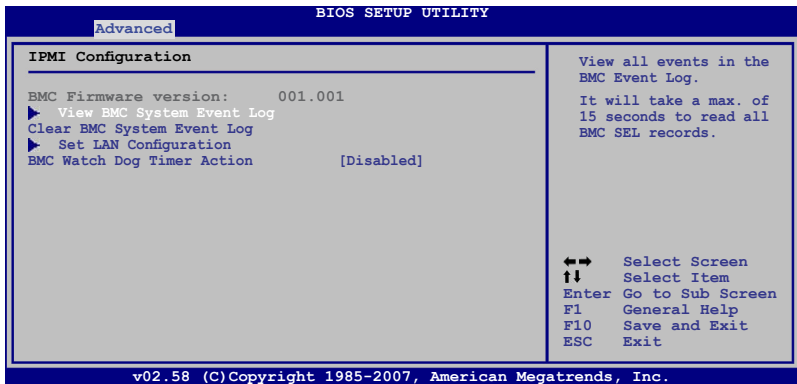 BIOS SETUP UTILITY
Advanced
IPMI Configuration
BMC Firmware version: 001.001
View BMC System Event Log
Clear BMC System Event Log
Set LAN Configuration
BMC Watch Dog Timer Action [Disabled]
View all events in the
BMC Event Log.
It will take a max. of
15 seconds to read all
BMC SEL records.
Select Screen
Select Item
Enter Go to Sub Screen
F1 General Help
F10 Save and Exit
ESC Exit
v02.58 (C)Copyright 1985-2007, American Megatrends, Inc.